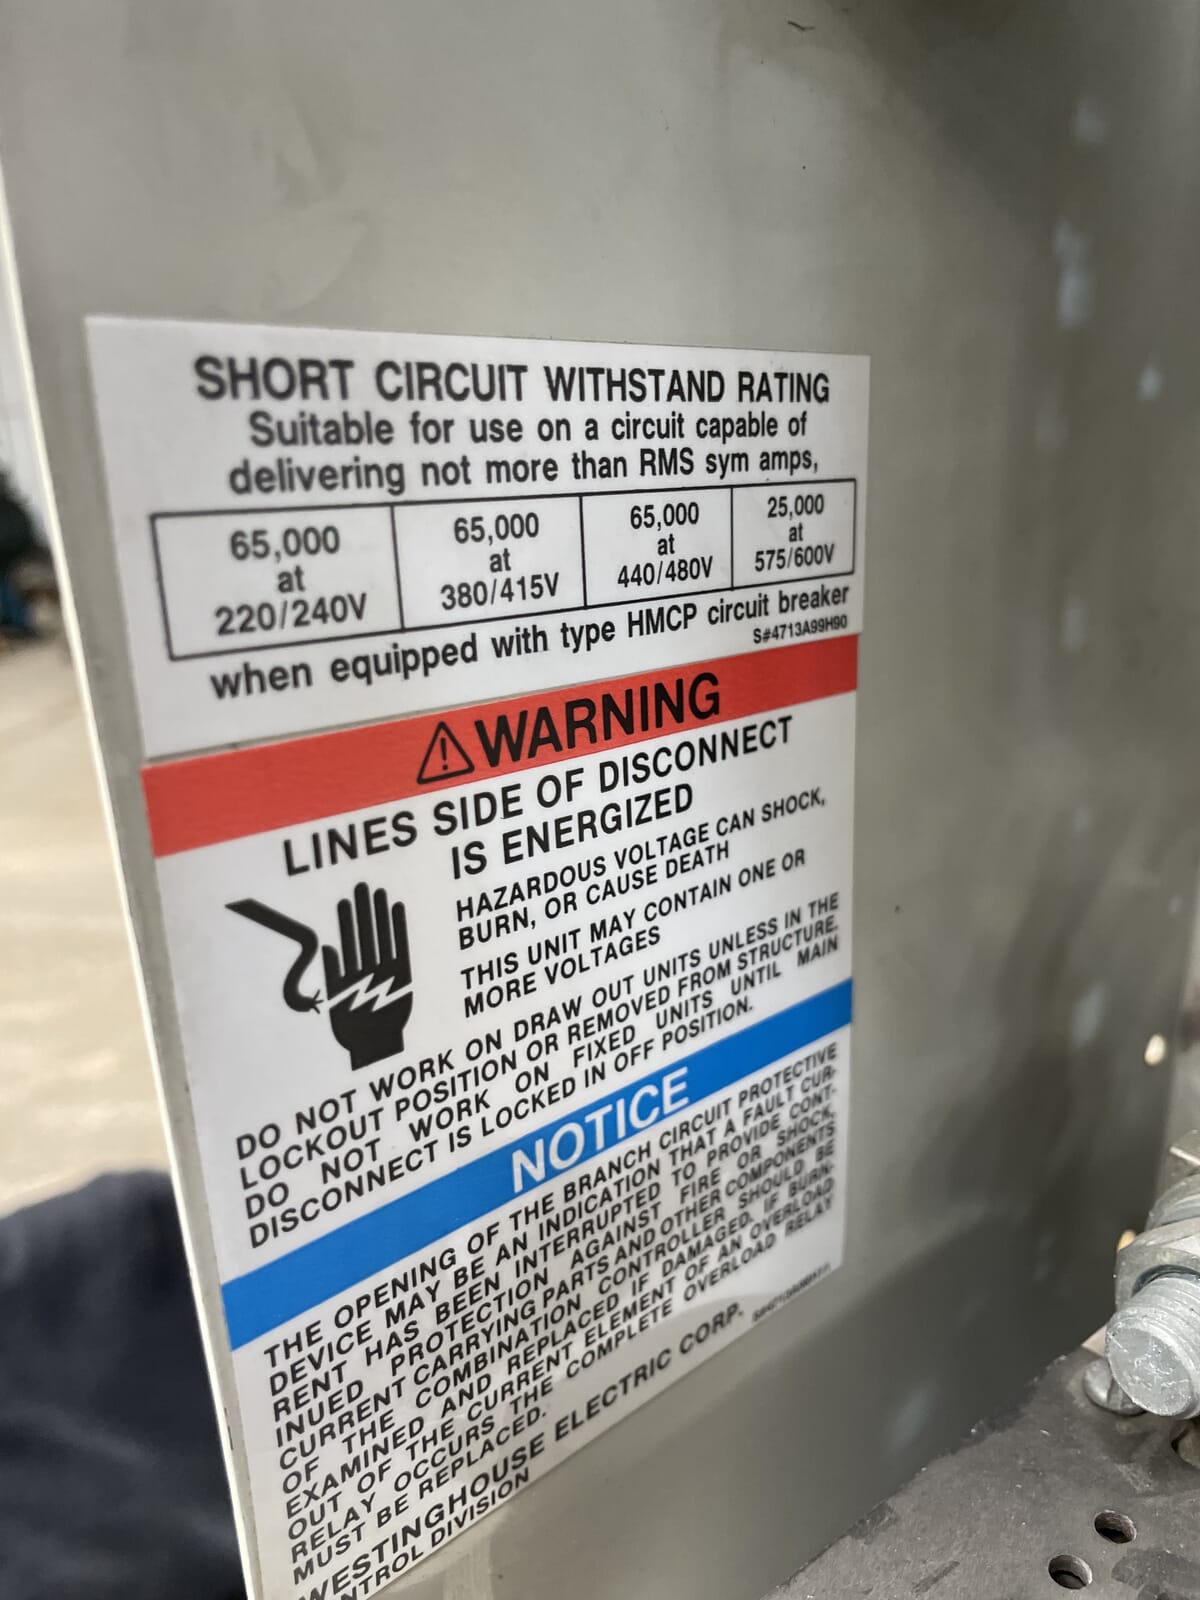 SHORT CIRCUIT WITHSTAND RATING
Suitable for use on a circuit capable of
delivering not more than RMS sym amps,
65,000
at
220/240V
65,000
at
380/415V
65,000
at
440/480V
25,000
at
575/600V
when equipped with type HMCP circuit breaker
S#4713A99H90
WARNING
LINES SIDE OF DISCONNECT
IS ENERGIZED
HAZARDOUS VOLTAGE CAN SHOCK,
BURN, OR CAUSE DEATH
THIS UNIT MAY CONTAIN ONE OR
MORE VOLTAGES
DO NOT WORK ON DRAW OUT UNITS UNLESS IN THE
LOCKOUT POSITION OR REMOVED FROM STRUCTURE.
DO NOT WORK ON FIXED UNITS UNTIL MAIN
DISCONNECT IS LOCKED IN OFF POSITION.
NOTICE
THE OPENING OF THE BRANCH CIRCUIT PROTECTIVE
DEVICE MAY BE AN INDICATION THAT A FAULT CUR-
RENT HAS BEEN INTERRUPTED TO PROVIDE CONT-
INUED PROTECTION AGAINST FIRE OR SHOCK,
CURRENT CARRYING PARTS AND OTHER COMPONENTS
OF THE COMBINATION CONTROLLER SHOULD BE
EXAMINED AND REPLACED IF DAMAGED. IF BURN-
OUT OF THE CURRENT ELEMENT OF AN OVERLOAD
RELAY OCCURS, THE COMPLETE OVERLOAD RELAY
MUST BE REPLACED.
WESTINGHOUSE ELECTRIC CORP.
NTROL DIVISION